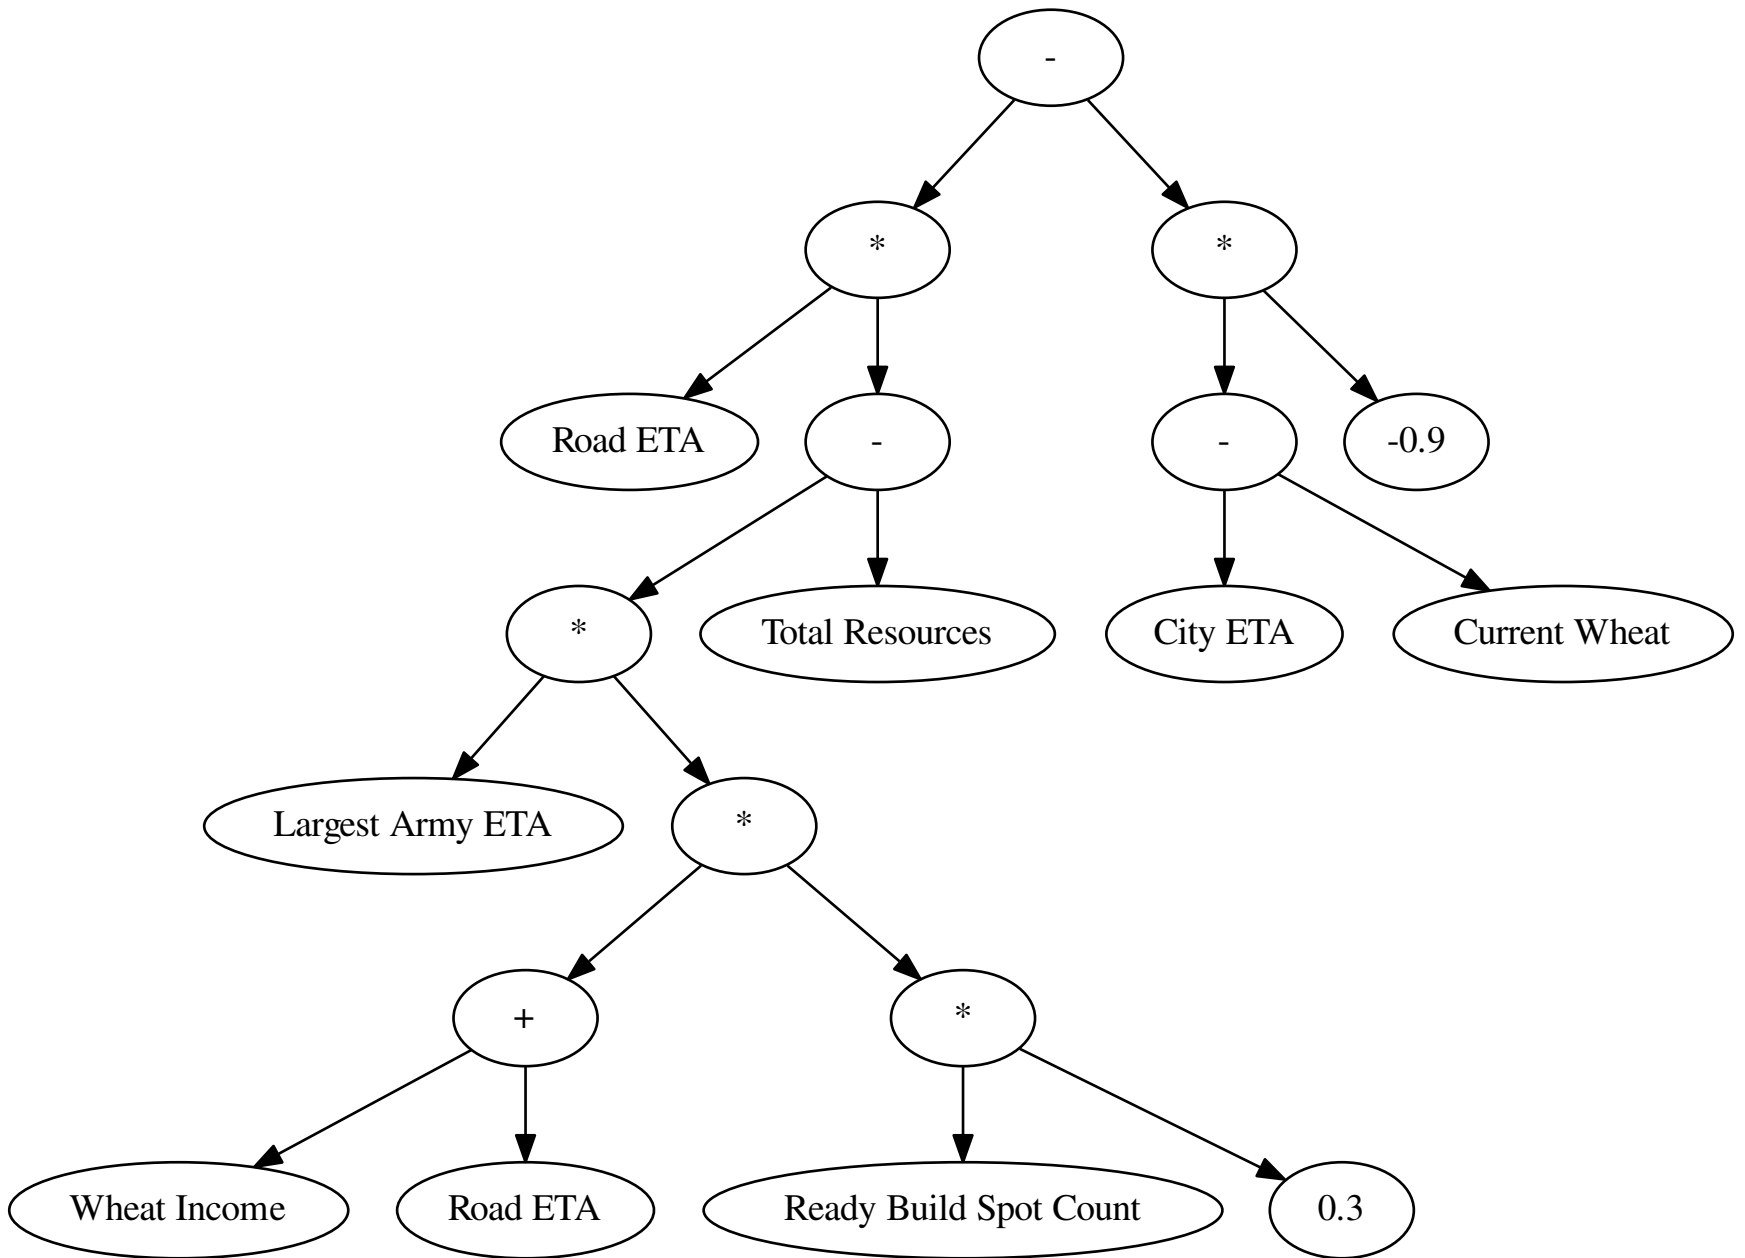 -
*
*
Road ETA
-
-
-0.9
*
Total Resources
City ETA
Current Wheat
Largest Army ETA
*
+
*
Wheat Income
Road ETA
Ready Build Spot Count
0.3